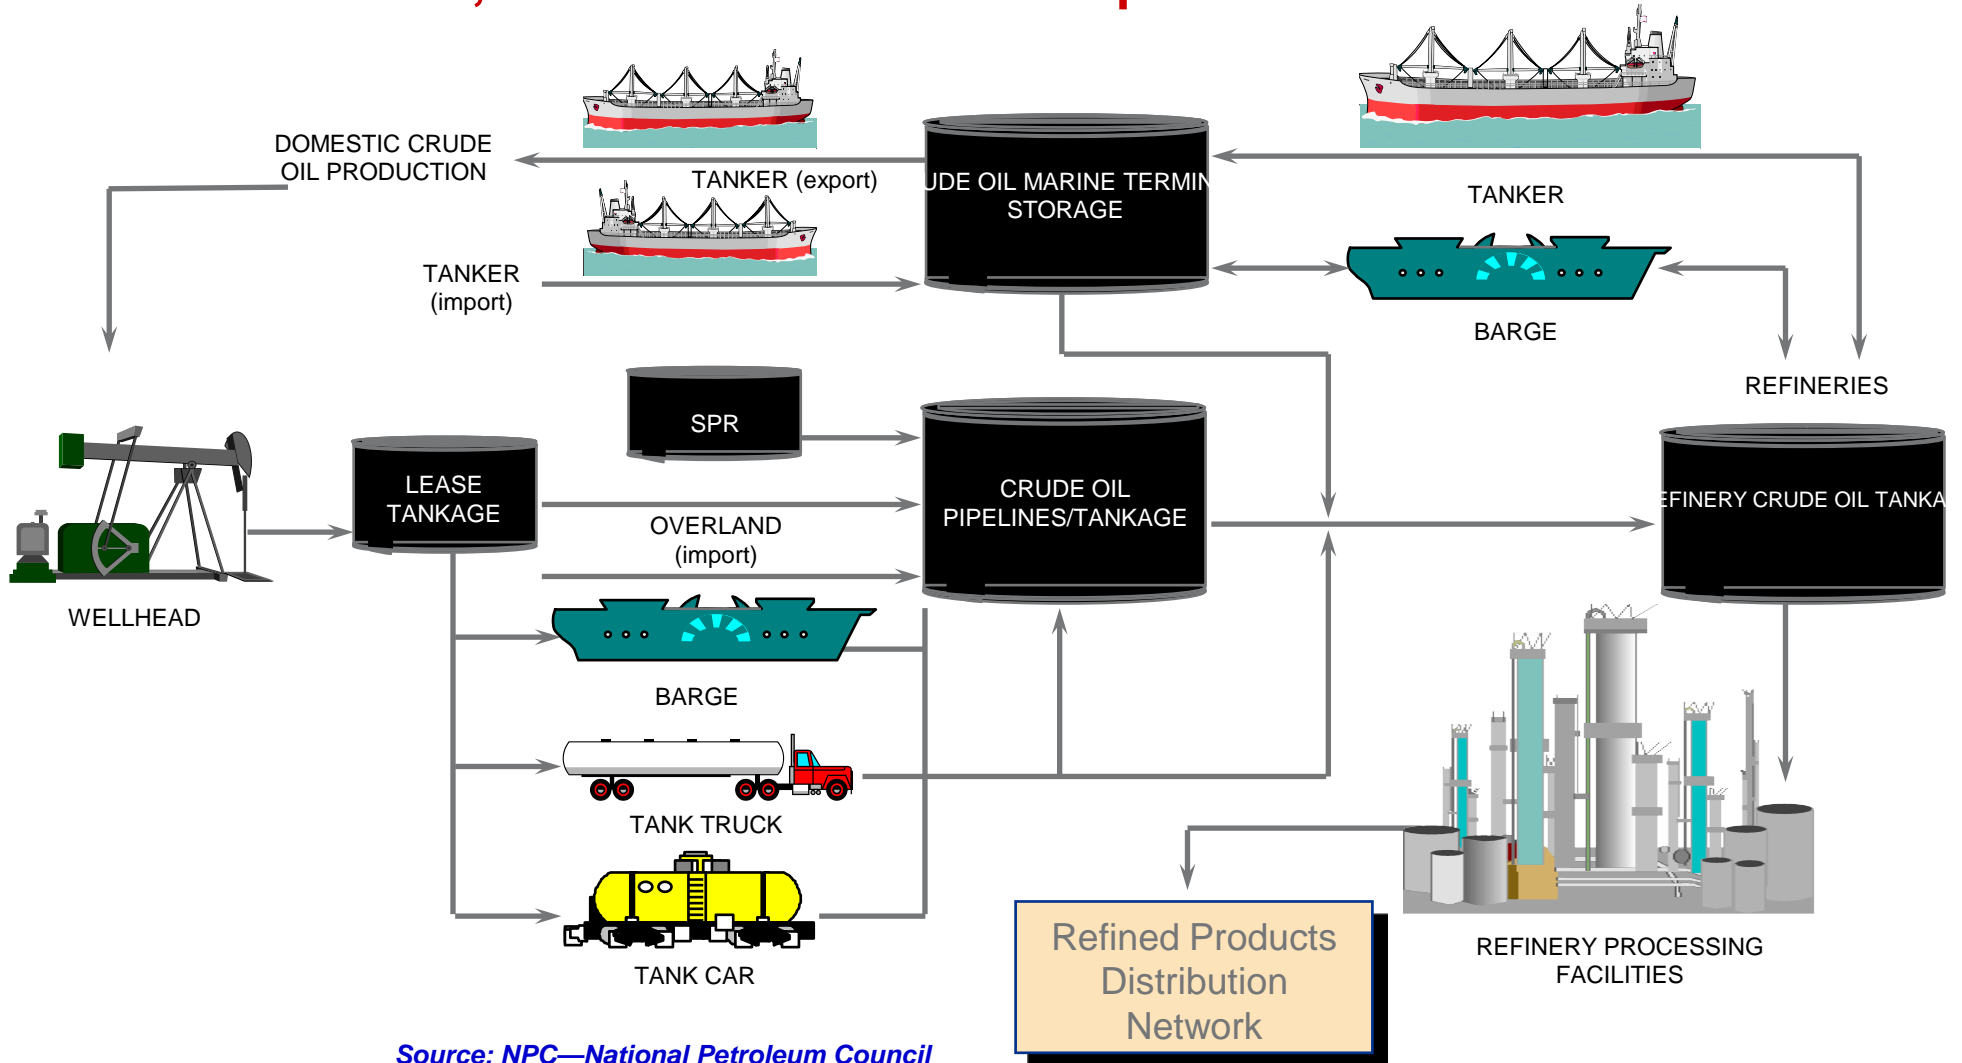 DOMESTIC CRUDE
OIL PRODUCTION
TANKER (export)
TANKER
(import)
UDE OIL MARINE TERMIN
STORAGE
TANKER
BARGE
REFINERIES
SPR
LEASE
TANKAGE
OVERLAND
(import)
CRUDE OIL
PIPELINES/TANKAGE
EFINERY CRUDE OIL TANKA
WELLHEAD
BARGE
TANK TRUCK
TANK CAR
Refined Products
Distribution
Network
REFINERY PROCESSING
FACILITIES
Source: NPC—National Petroleum Council